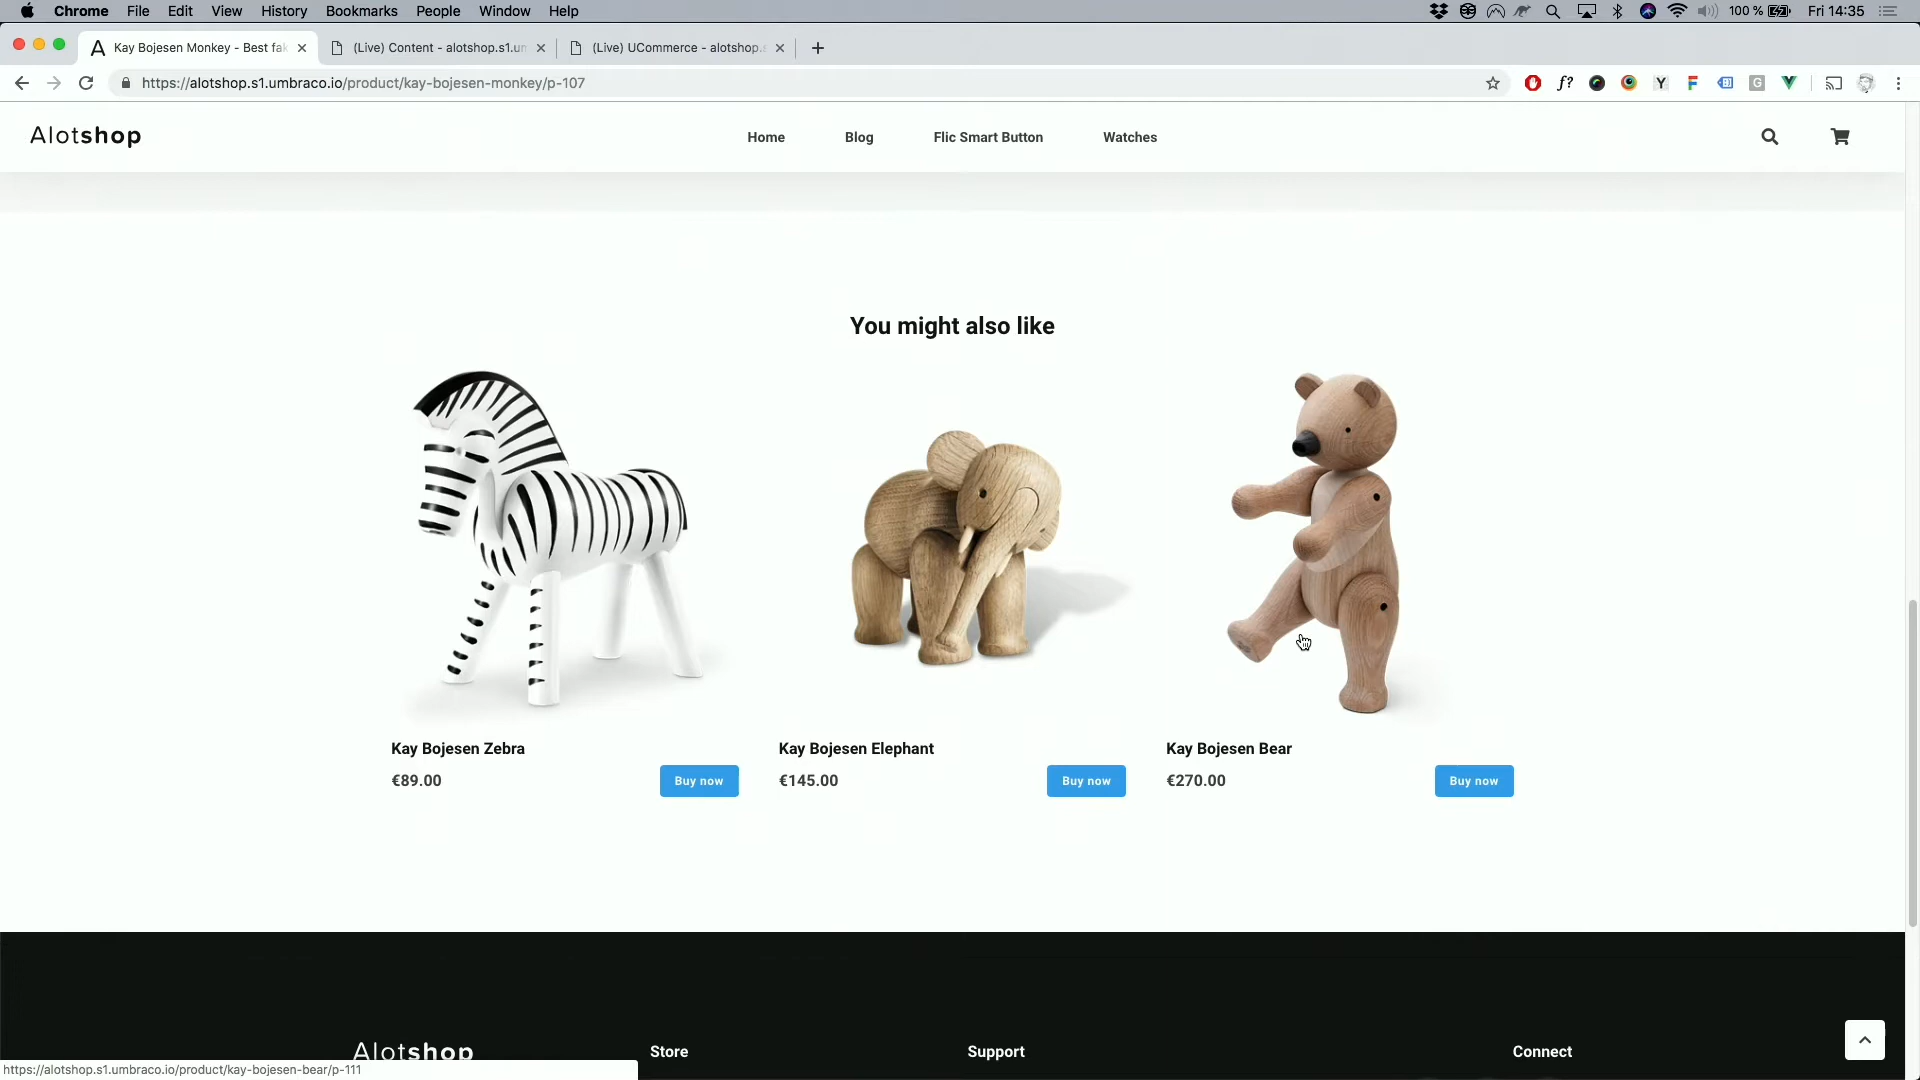 Chrome File Edit View History Bookmarks People Window Help 100 % Fri 14:35
Kay Bojesen Monkey - Best fak (Live) Content - alotshop.s1.um (Live) UCommerce - alotshop.s
https://alotshop.s1.umbraco.io/product/kay-bojesen-monkey/p-107
Alotshop Home Blog Flic Smart Button Watches
You might also like
Kay Bojesen Zebra Kay Bojesen Elephant Kay Bojesen Bear
€89.00 Buy now €145.00 Buy now €270.00 Buy now
Alotshop Store Support Connect
https://alotshop.s1.umbraco.io/product/kay-bojesen-bear/p-111